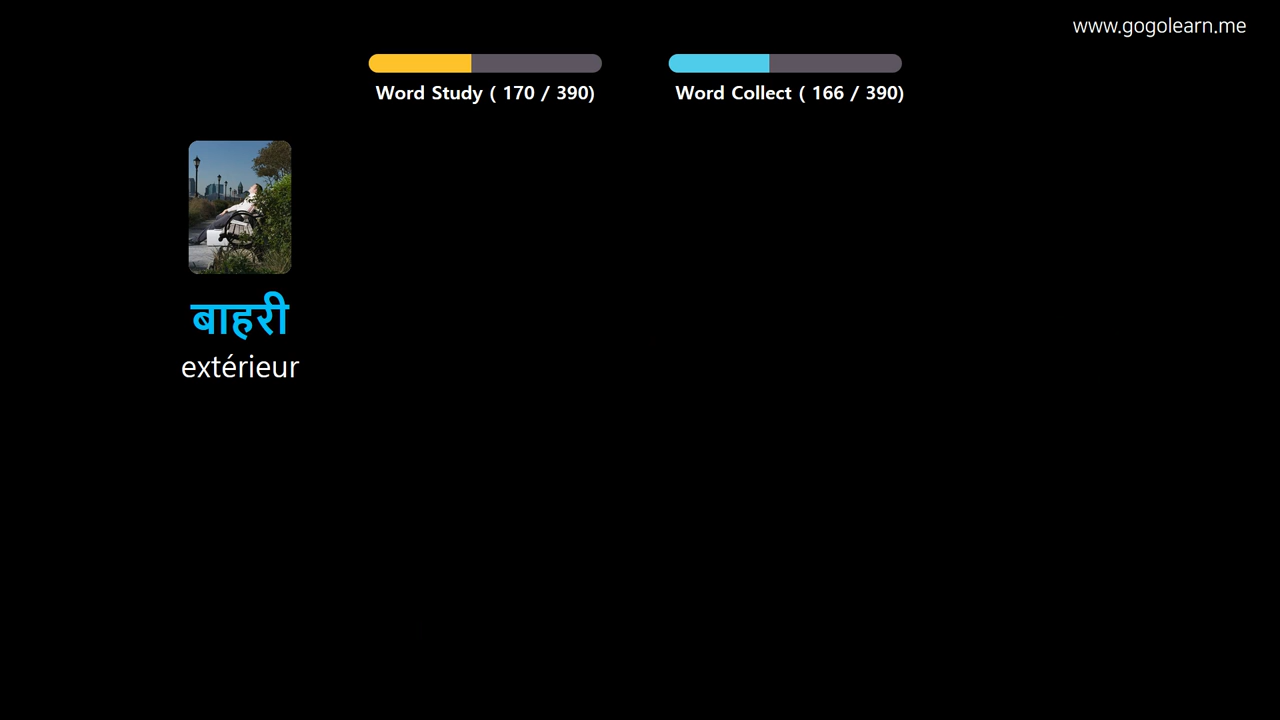 www.gogolearn.me
Word Study ( 170 / 390)
Word Collect ( 166 / 390)
बाहरी
extérieur